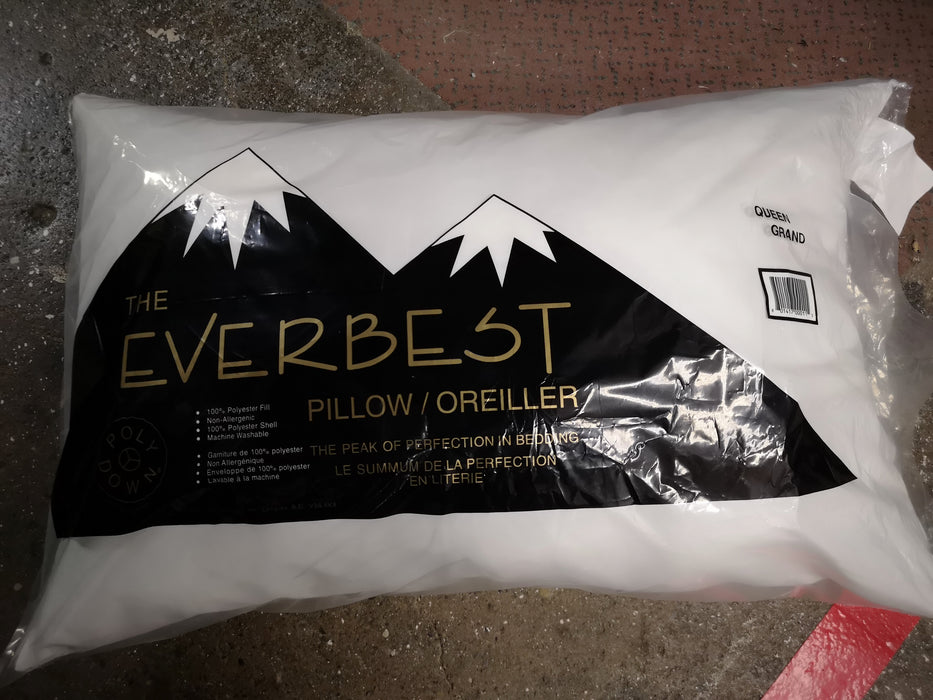 THE
EVERBEST
PILLOW / OREILLER
THE PEAK OF PERFECTION IN BEDDING
LE SUMMUM DE LA PERFECTION
EN LITERIE
100% Polyester Fill
Non-Allergenic
100% Polyester Shell
Machine Washable
Garniture de 100% polyester
Non Allergénique
Enveloppe de 100% polyester
Lavable à la machine
POLY
DOWN
QUEEN
GRAND